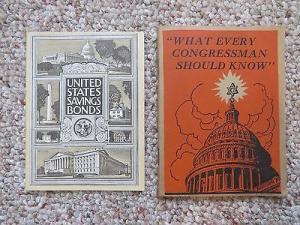 UNITED
STATES
SAVINGS
BONDS
"WHAT EVERY
CONGRESSMAN
SHOULD KNOW"